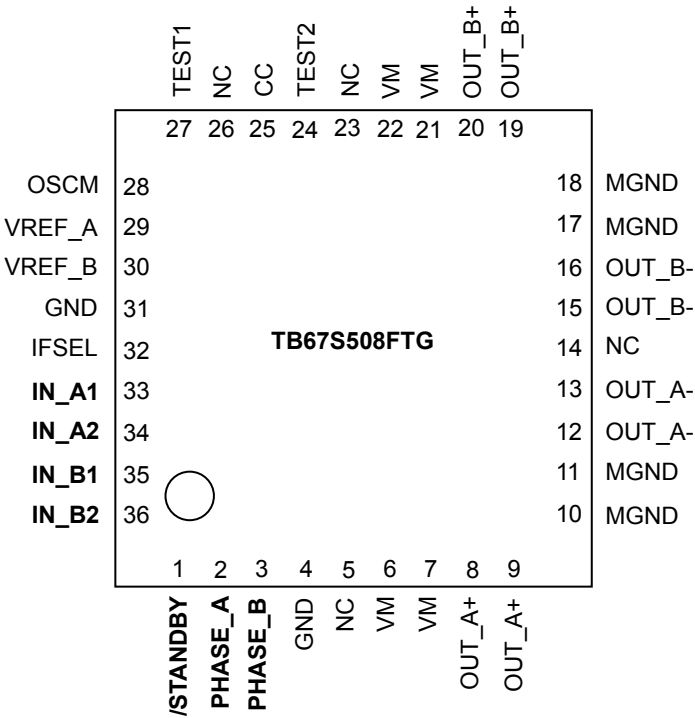 TEST1
NC
CC
TEST2
NC
VM
VM
OUT_B+
OUT_B+
27 26 25 24 23 22 21 20 19
OSCM 28
VREF_A 29
VREF_B 30
GND 31
IFSEL 32
IN_A1 33
IN_A2 34
IN_B1 35
IN_B2 36
TB67S508FTG
18 MGND
17 MGND
16 OUT_B-
15 OUT_B-
14 NC
13 OUT_A-
12 OUT_A-
11 MGND
10 MGND
1 2 3 4 5 6 7 8 9
/STANDBY
PHASE_A
PHASE_B
GND
NC
VM
VM
OUT_A+
OUT_A+